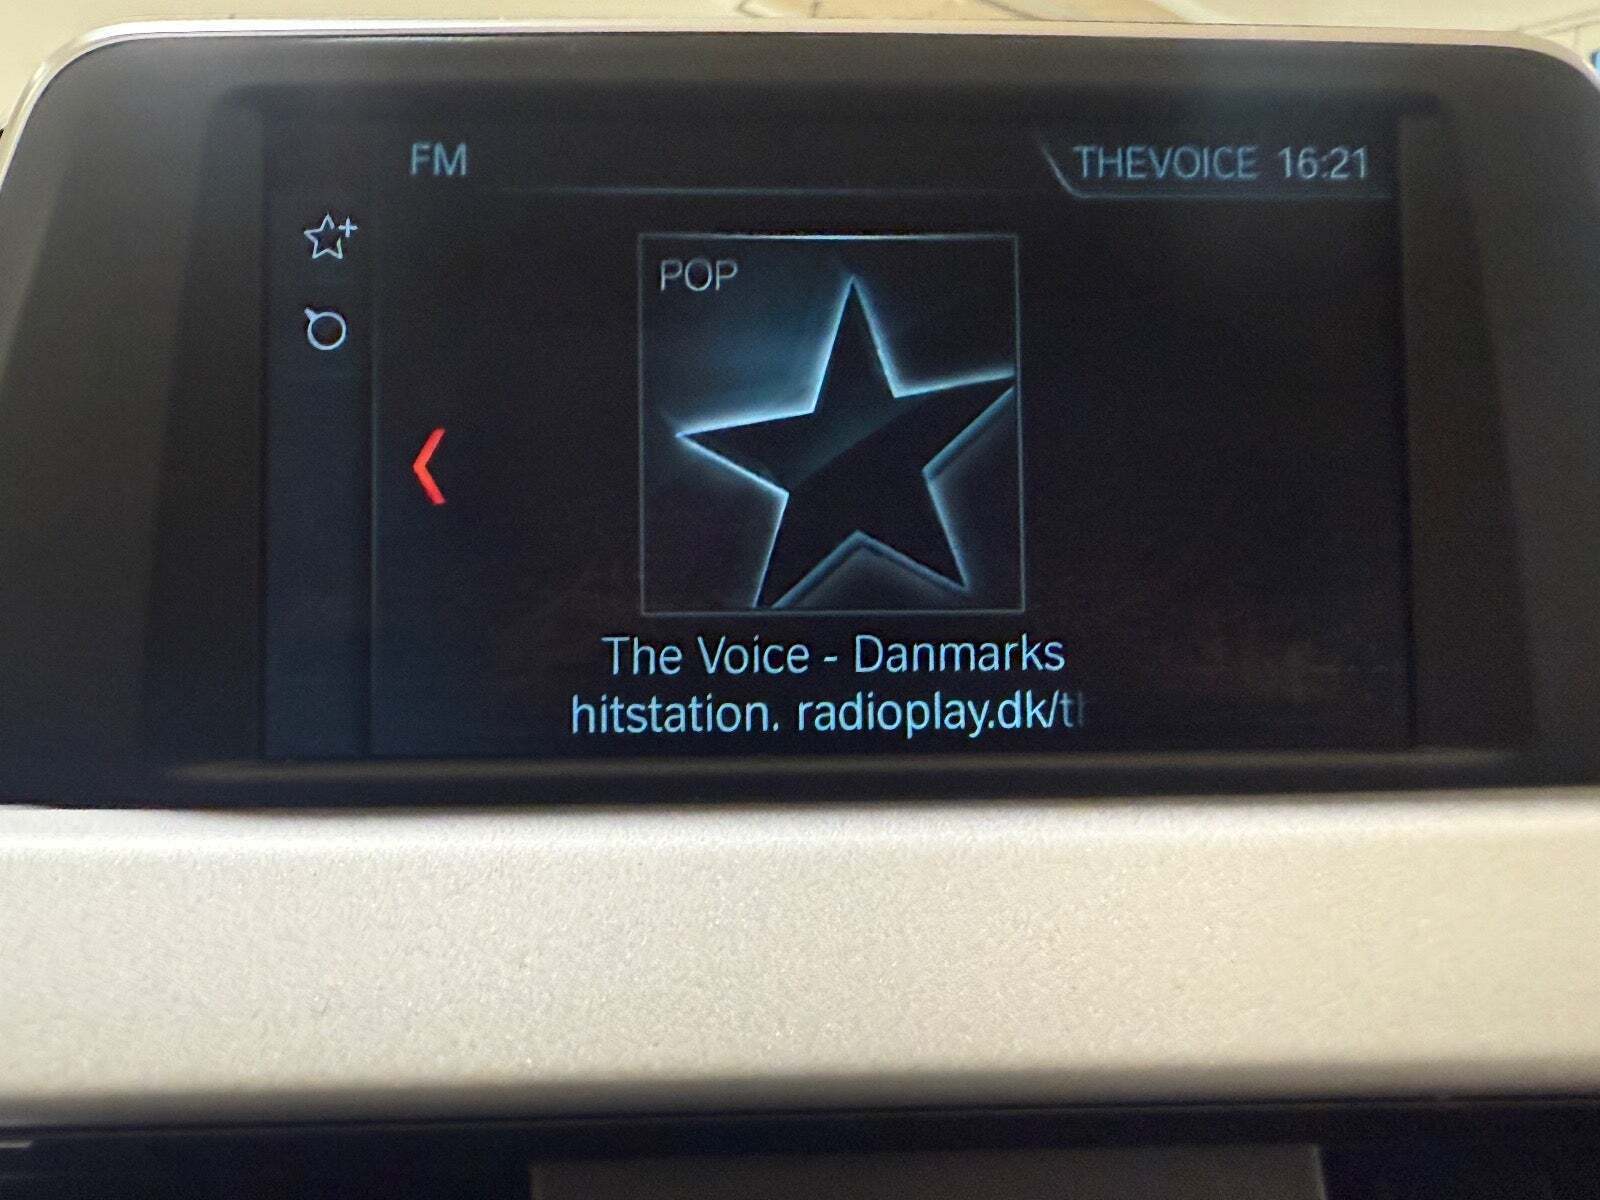 FM
THEVOICE 16:21
POP
The Voice - Danmarks
hitstation. radioplay.dk/t